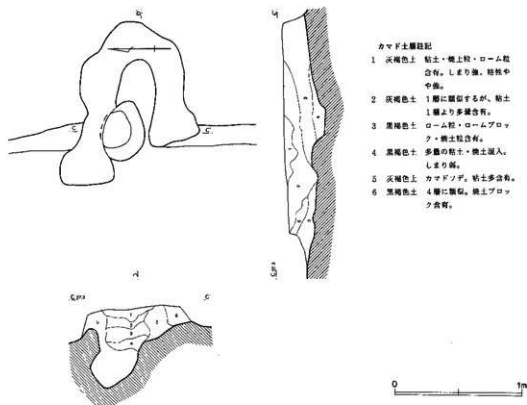 カマド土層註記
1 灰褐色土 粘土・焼土粒・ローム粒
含有。しまり強、粘性や
や強。
2 灰褐色土 1層に類似するが、粘土
1層より多量含有。
3 黒褐色土 ローム粒・ロームブロッ
ク・焼土粒含有。
4 黒褐色土 多量の粘土・焼土混入。
しまり弱。
5 灰褐色土 カマドソデ。粘土多含有。
6 黒褐色土 4層に類似。焼土ブロッ
ク含有。
0 1m